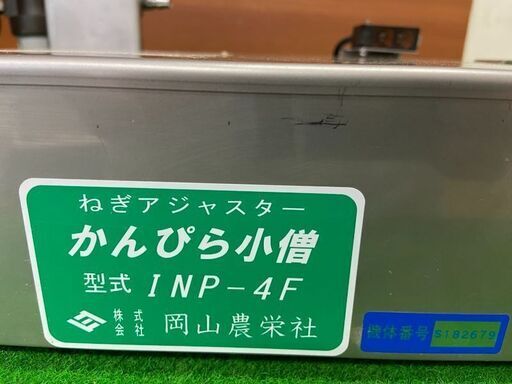 ねぎアジャスター
かんぴら小僧
型式 INP-4F
株式会社 岡山農栄社
機体番号 S182679